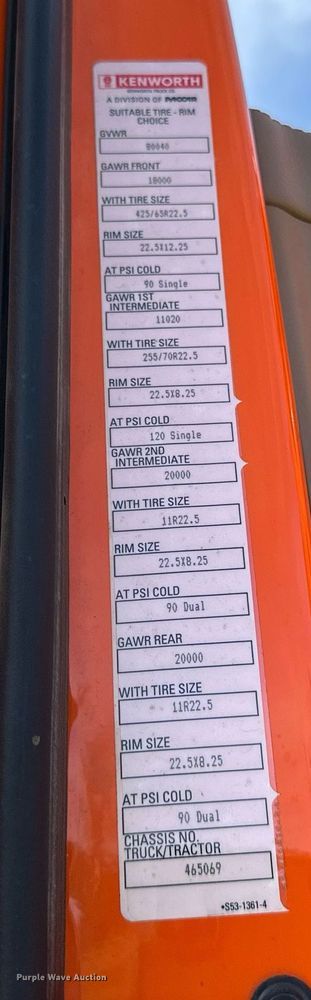 KENWORTH
KENWORTH TRUCK CO.
A DIVISION OF PACCAR
SUITABLE TIRE - RIM
CHOICE
GVWR
80040
GAWR FRONT
18000
WITH TIRE SIZE
425/65R22.5
RIM SIZE
22.5X12.25
AT PSI COLD
90 Single
GAWR 1ST
INTERMEDIATE
11020
WITH TIRE SIZE
255/70R22.5
RIM SIZE
22.5X8.25
AT PSI COLD
120 Single
GAWR 2ND
INTERMEDIATE
20000
WITH TIRE SIZE
11R22.5
RIM SIZE
22.5X8.25
AT PSI COLD
90 Dual
GAWR REAR
20000
WITH TIRE SIZE
11R22.5
RIM SIZE
22.5X8.25
AT PSI COLD
90 Dual
CHASSIS NO.
TRUCK/TRACTOR
465069
•S53-1361-4
Purple Wave Auction